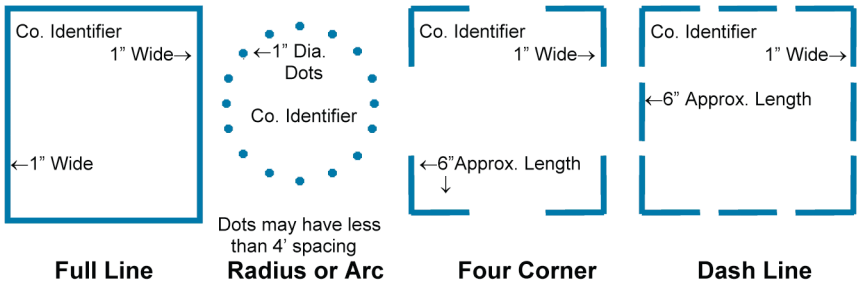 Co. Identifier
1” Wide→
←1” Wide
Full Line
←1” Dia.
Dots
Co. Identifier
Dots may have less
than 4’ spacing
Radius or Arc
Co. Identifier
1” Wide→
←6”Approx. Length
↓
Four Corner
Co. Identifier
1” Wide→
←6” Approx. Length
Dash Line